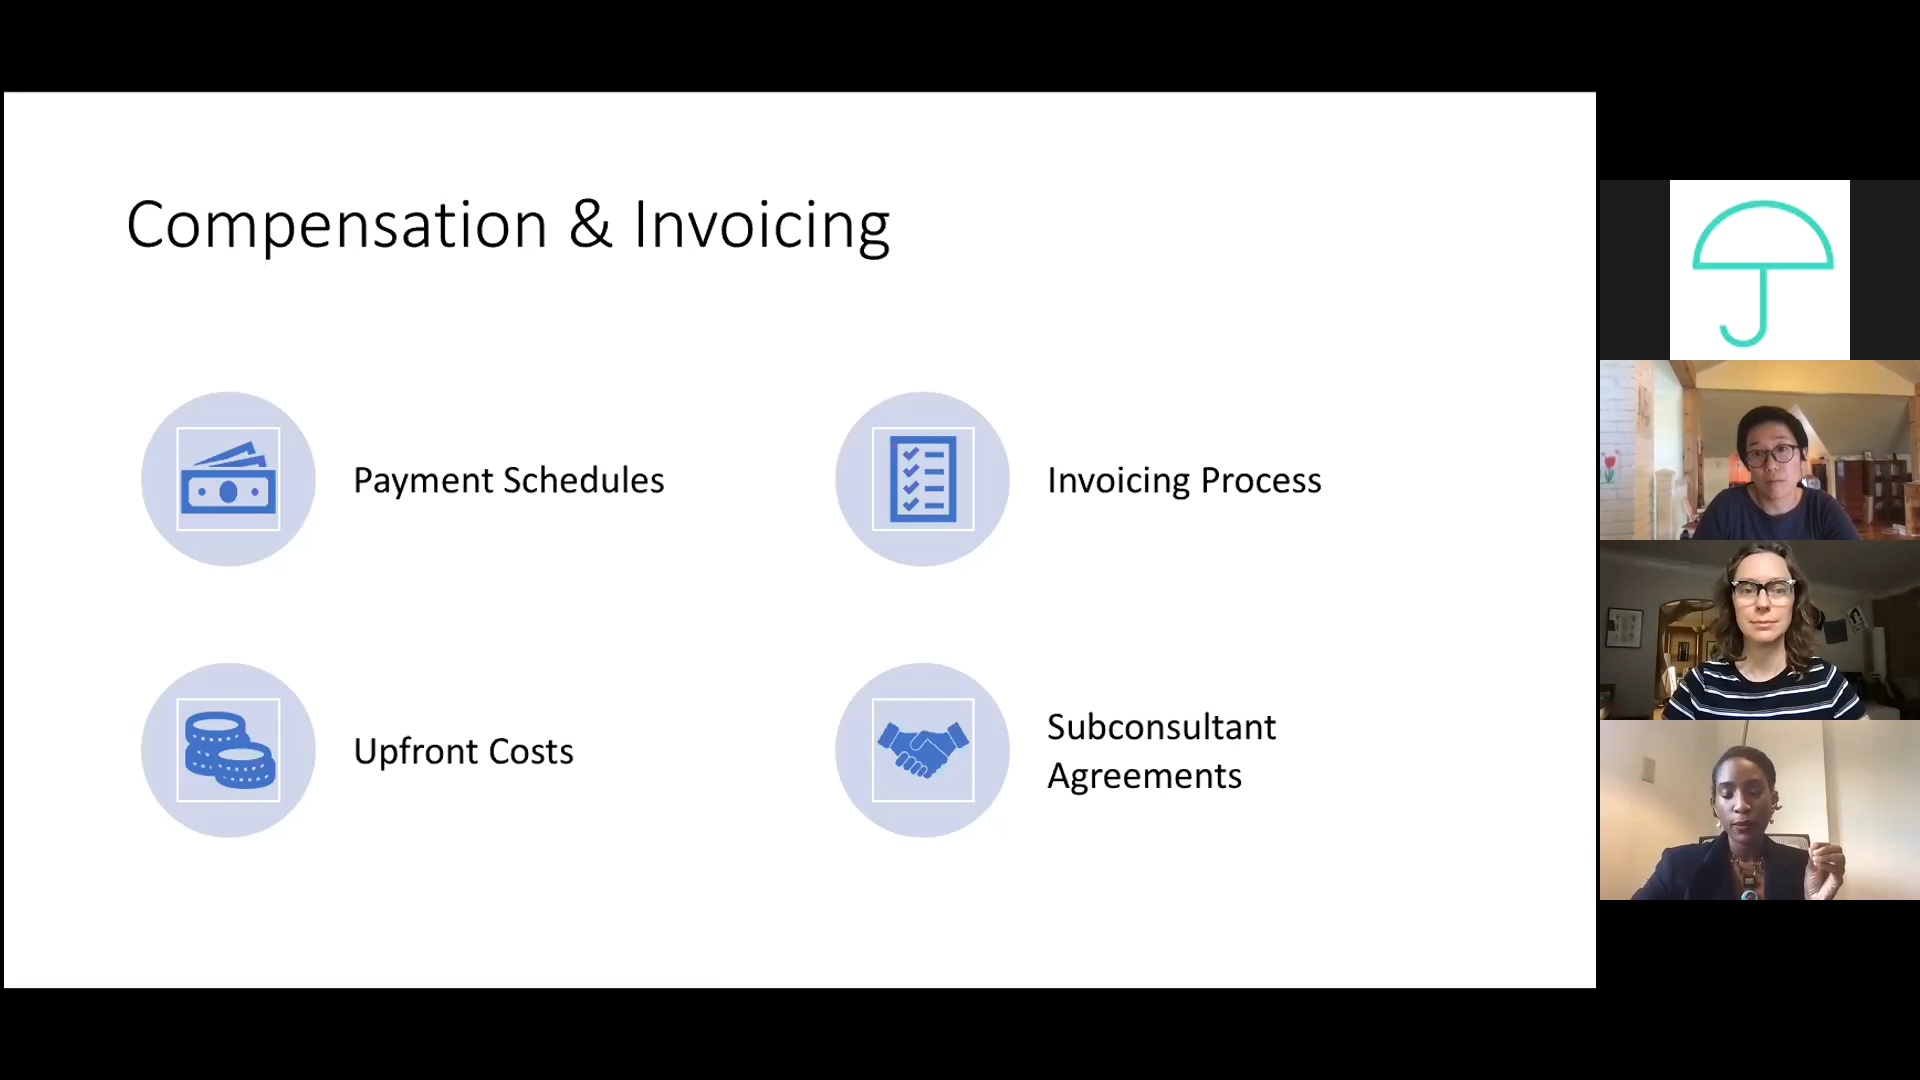 Compensation & Invoicing
Payment Schedules
Invoicing Process
Upfront Costs
Subconsultant
Agreements